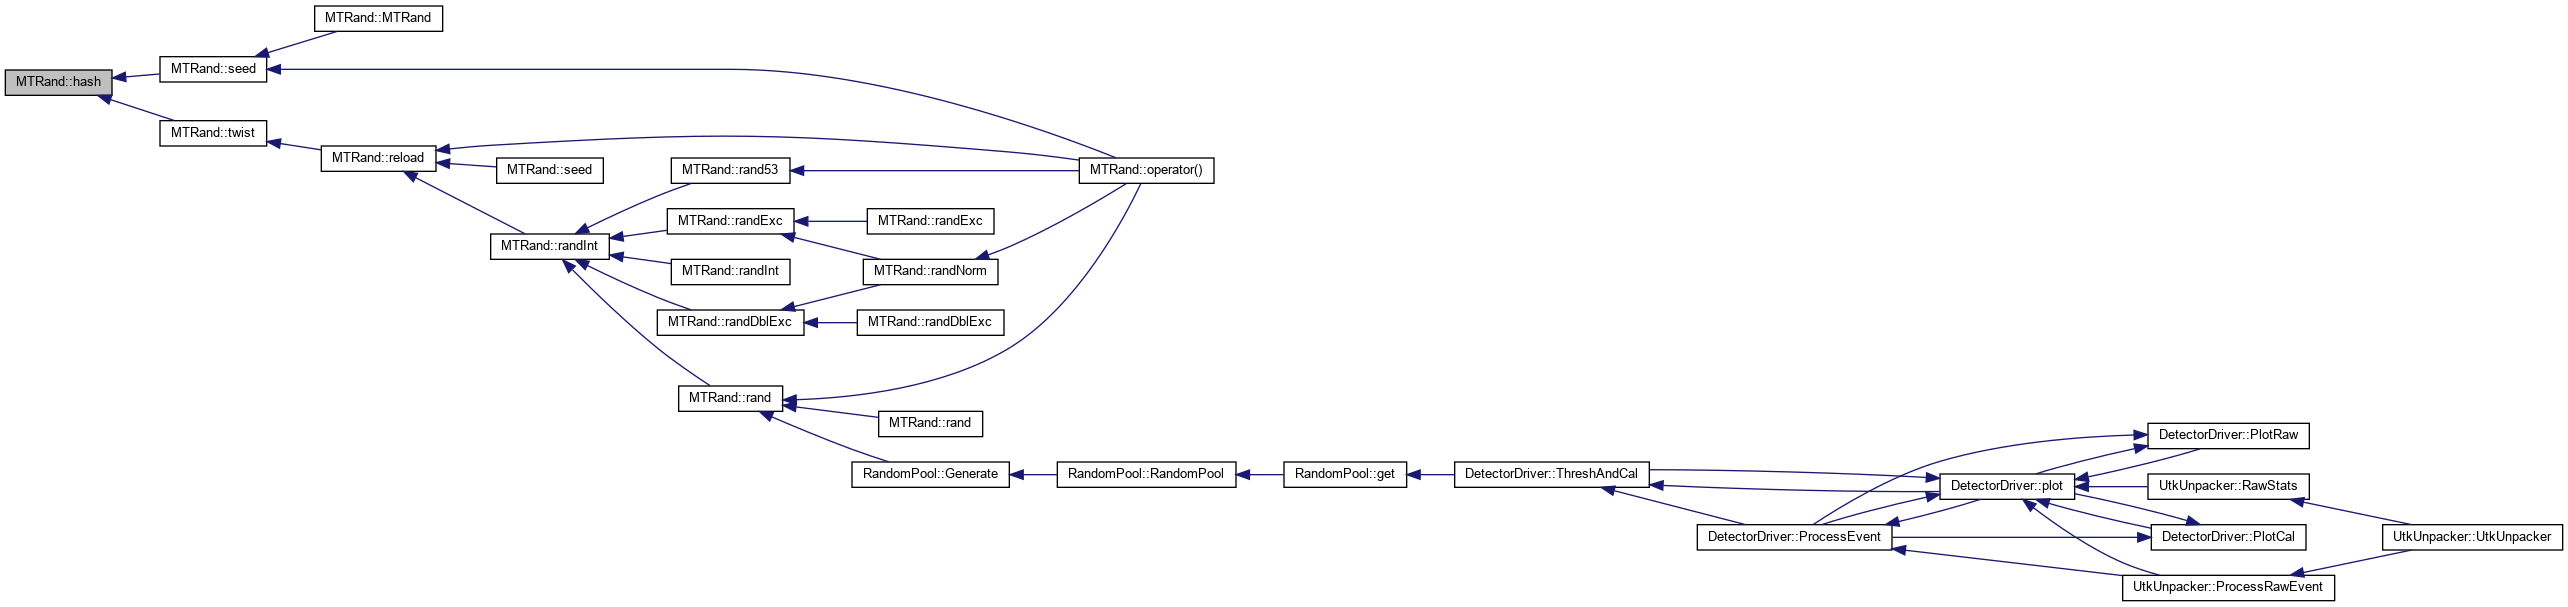 MTRand::MTRand
MTRand::seed
MTRand::hash
MTRand::twist
MTRand::reload
MTRand::seed
MTRand::rand53
MTRand::operator()
MTRand::randExc
MTRand::randExc
MTRand::randInt
MTRand::randInt
MTRand::randNorm
MTRand::randDblExc
MTRand::randDblExc
MTRand::rand
MTRand::rand
RandomPool::Generate
RandomPool::RandomPool
RandomPool::get
DetectorDriver::ThreshAndCal
DetectorDriver::PlotRaw
DetectorDriver::plot
UtkUnpacker::RawStats
DetectorDriver::ProcessEvent
DetectorDriver::PlotCal
UtkUnpacker::UtkUnpacker
UtkUnpacker::ProcessRawEvent